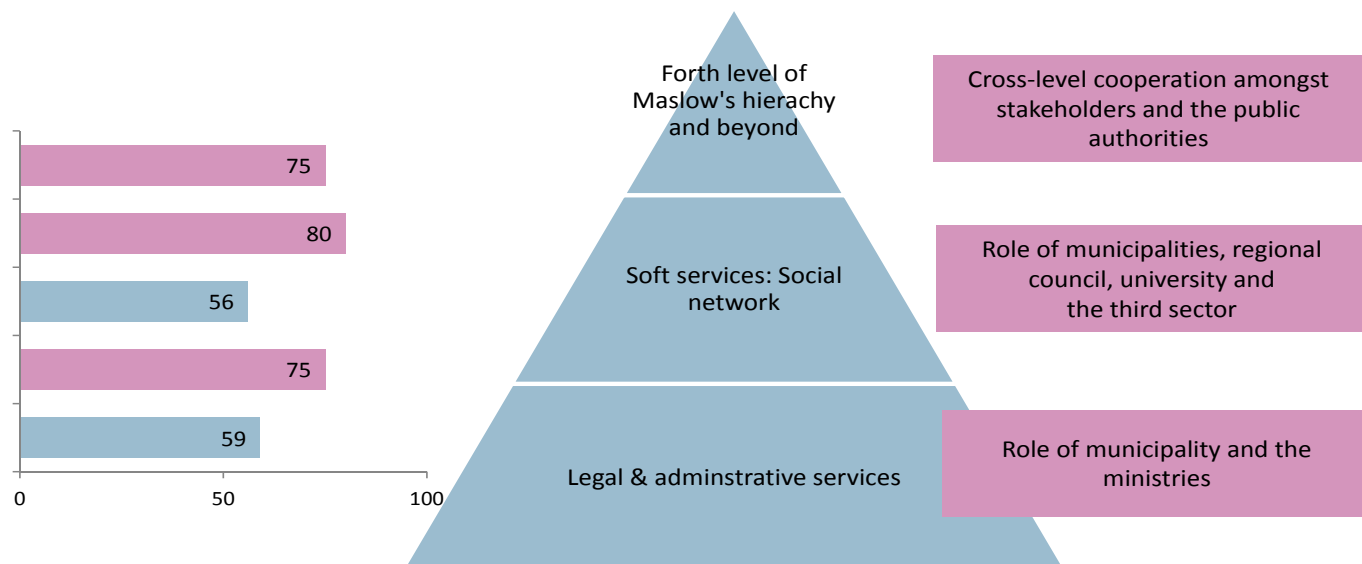 75
80
56
75
59
0
50
100
Forth level of
Maslow's hierachy
and beyond
Soft services: Social
network
Legal & adminstrative services
Cross-level cooperation amongst
stakeholders and the public
authorities
Role of municipalities, regional
council, university and
the third sector
Role of municipality and the
ministries